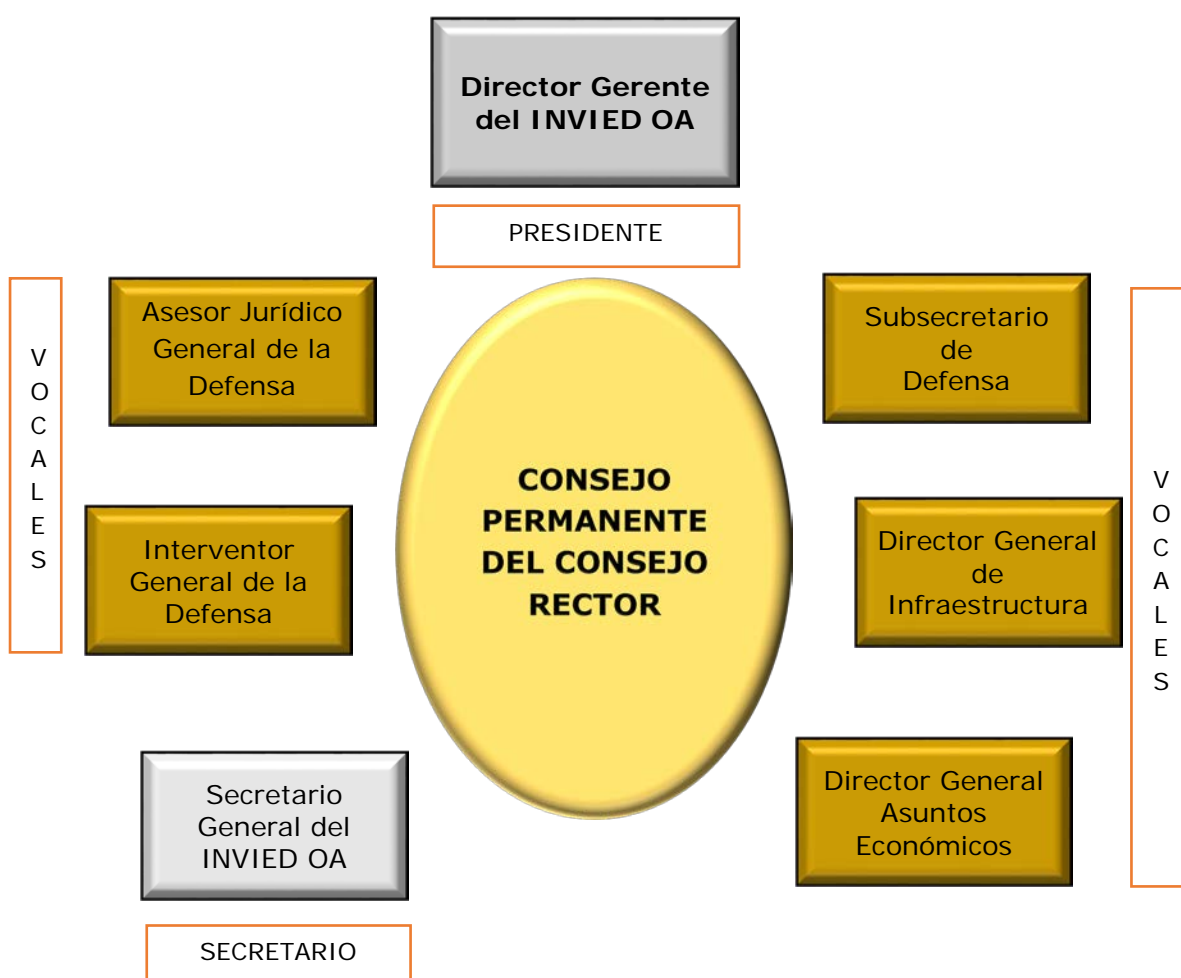 Director Gerente
del INVIED OA
PRESIDENTE
VOCALES
Asesor Jurídico
General de la
Defensa
Interventor
General de la
Defensa
CONSEJO
PERMANENTE
DEL CONSEJO
RECTOR
Subsecretario
de
Defensa
Director General
de
Infraestructura
Director General
Asuntos
Económicos
VOCALES
Secretario
General del
INVIED OA
SECRETARIO